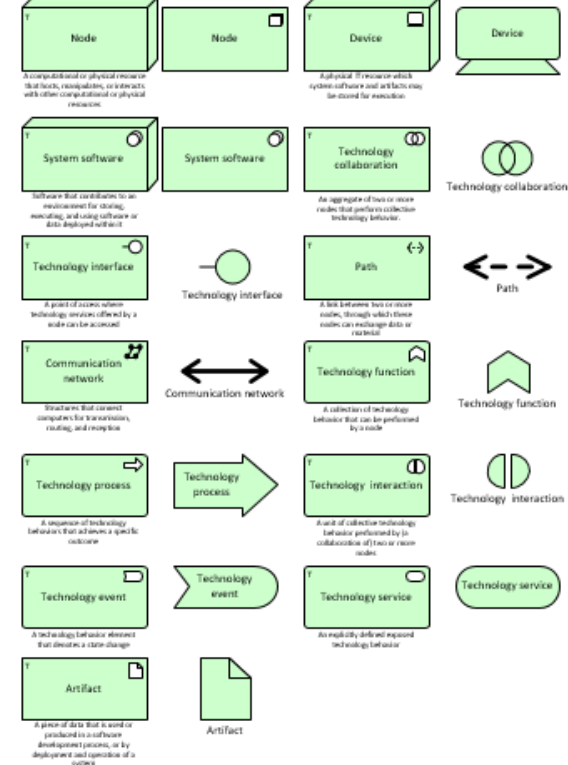 T
Node
A computational or physical resource
that hosts, manipulates, or interacts
with other computational or physical
resources
Node
T
Device
A physical IT resource which
system software and artifacts may
be stored for execution
Device
T
System software
Software that contributes to an
environment for storing,
executing, and using software or
data deployed within it
System software
T
Technology
collaboration
An aggregate of two or more
nodes that perform collective
technology behavior.
Technology collaboration
T
Technology interface
A point of access where
technology services offered by a
node can be accessed
Technology interface
T
Path
A link between two or more
nodes, through which these
nodes can exchange data or
material
Path
Communication
network
Structures that connect
computers for transmission,
routing, and reception
Communication network
T
Technology function
A collection of technology
behavior that can be performed
by a node
Technology function
T
Technology process
A sequence of technology
behaviors that achieves a specific
outcome
Technology
process
T
Technology interaction
A unit of collective technology
behavior performed by (a
collaboration of) two or more
nodes
Technology interaction
T
Technology event
A technology behavior element
that denotes a state change
Technology
event
T
Technology service
An explicitly defined exposed
technology behavior
Technology service
T
Artifact
A piece of data that is used or
produced in a software
development process, or by
deployment and operation of a
system
Artifact